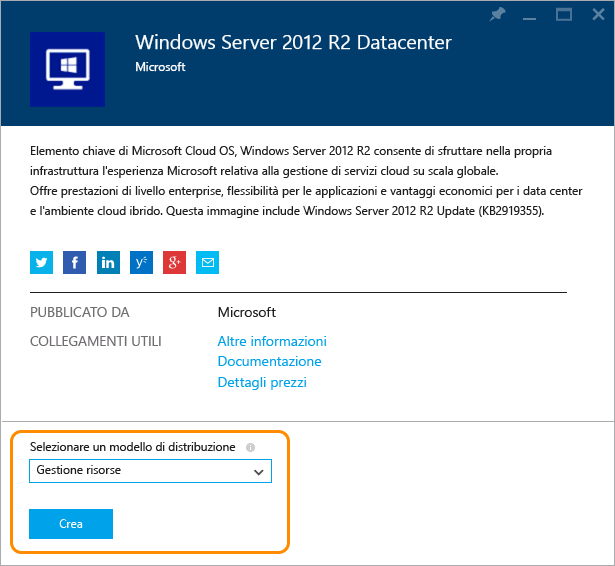 Windows Server 2012 R2 Datacenter
Microsoft
Elemento chiave di Microsoft Cloud OS, Windows Server 2012 R2 consente di sfruttare nella propria
infrastruttura l'esperienza Microsoft relativa alla gestione di servizi cloud su scala globale.
Offre prestazioni di livello enterprise, flessibilità per le applicazioni e vantaggi economici per i data center
e l'ambiente cloud ibrido. Questa immagine include Windows Server 2012 R2 Update (KB2919355).
PUBBLICATO DA Microsoft
COLLEGAMENTI UTILI Altre informazioni
Documentazione
Dettagli prezzi
Selezionare un modello di distribuzione
Gestione risorse
Crea